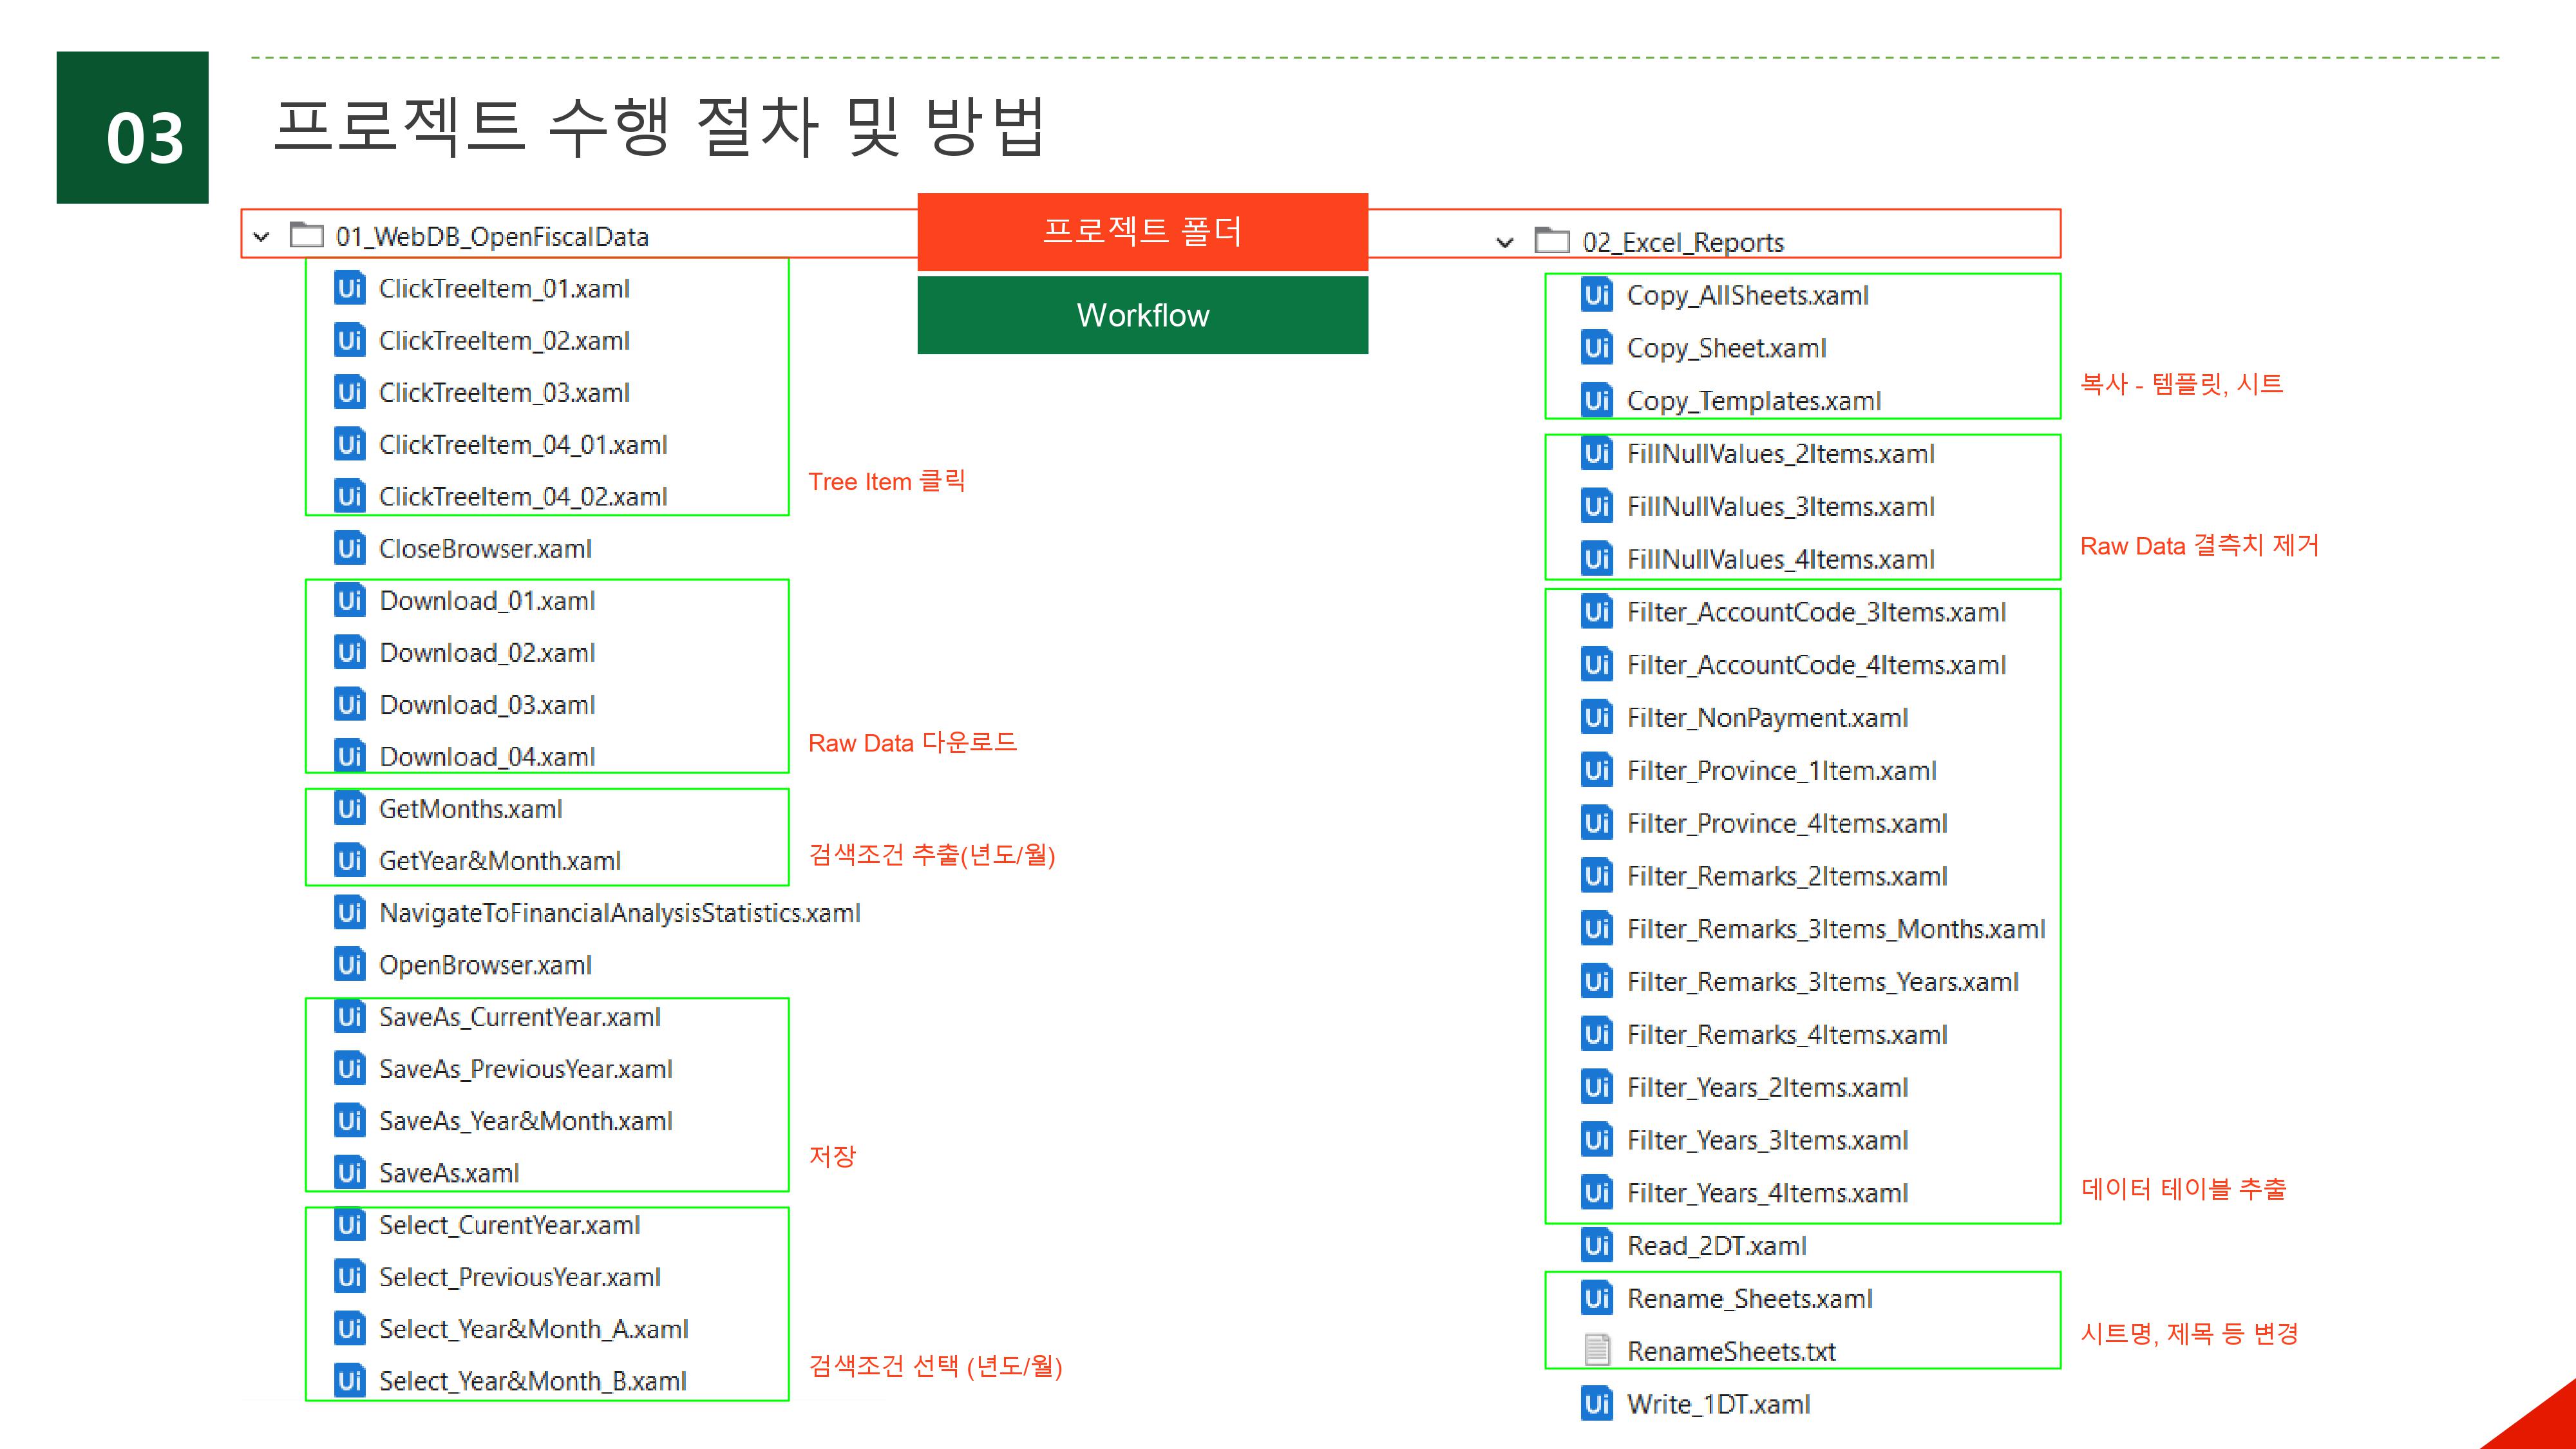 03
프로젝트 수행 절차 및 방법
프로젝트 폴더
Workflow
01_WebDB_OpenFiscalData
Ui ClickTreeItem_01.xaml
Ui ClickTreeItem_02.xaml
Ui ClickTreeItem_03.xaml
Ui ClickTreeItem_04_01.xaml
Ui ClickTreeItem_04_02.xaml
Tree Item 클릭
Ui CloseBrowser.xaml
Ui Download_01.xaml
Ui Download_02.xaml
Ui Download_03.xaml
Ui Download_04.xaml
Raw Data 다운로드
Ui GetMonths.xaml
Ui GetYear&Month.xaml
검색조건 추출(년도/월)
Ui NavigateToFinancialAnalysisStatistics.xaml
Ui OpenBrowser.xaml
Ui SaveAs_CurrentYear.xaml
Ui SaveAs_PreviousYear.xaml
Ui SaveAs_Year&Month.xaml
Ui SaveAs.xaml
저장
Ui Select_CurentYear.xaml
Ui Select_PreviousYear.xaml
Ui Select_Year&Month_A.xaml
Ui Select_Year&Month_B.xaml
검색조건 선택 (년도/월)
02_Excel_Reports
Ui Copy_AllSheets.xaml
Ui Copy_Sheet.xaml
Ui Copy_Templates.xaml
복사 - 템플릿, 시트
Ui FillNullValues_2Items.xaml
Ui FillNullValues_3Items.xaml
Ui FillNullValues_4Items.xaml
Raw Data 결측치 제거
Ui Filter_AccountCode_3Items.xaml
Ui Filter_AccountCode_4Items.xaml
Ui Filter_NonPayment.xaml
Ui Filter_Province_1Item.xaml
Ui Filter_Province_4Items.xaml
Ui Filter_Remarks_2Items.xaml
Ui Filter_Remarks_3Items_Months.xaml
Ui Filter_Remarks_3Items_Years.xaml
Ui Filter_Remarks_4Items.xaml
Ui Filter_Years_2Items.xaml
Ui Filter_Years_3Items.xaml
Ui Filter_Years_4Items.xaml
데이터 테이블 추출
Ui Read_2DT.xaml
Ui Rename_Sheets.xaml
RenameSheets.txt
시트명, 제목 등 변경
Ui Write_1DT.xaml